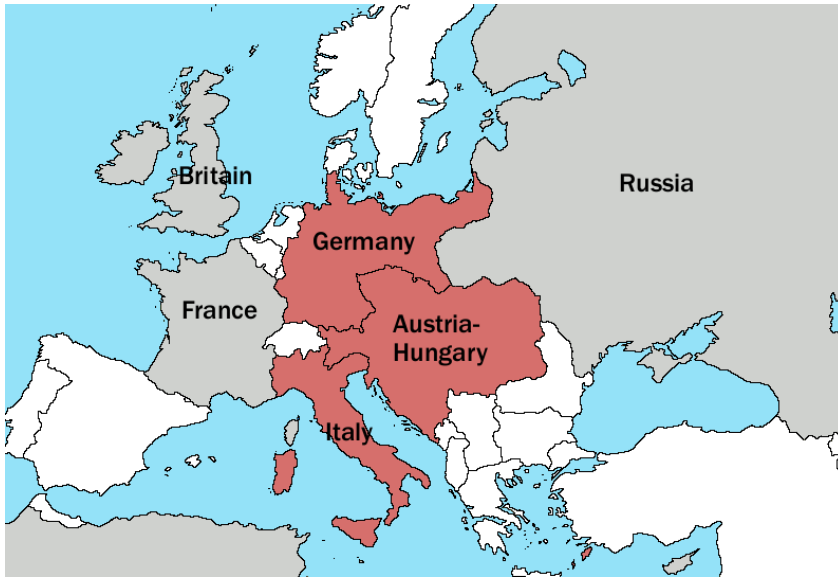 Britain
Russia
Germany
France
Austria-
Hungary
Italy